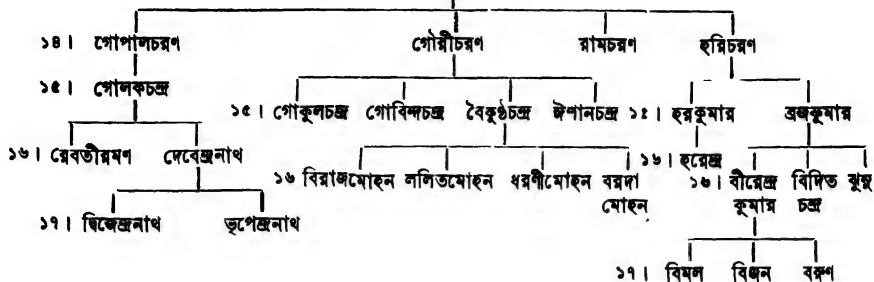 ১৪। গোপালচরণ গৌরীচরণ রামচরণ হরিচরণ
১৫। গোলকচন্দ্র
১৫। গোকুলচন্দ্র গোবিন্দচন্দ্র বৈকুণ্ঠচন্দ্র ঈশানচন্দ্র ১৫ হরকুমার ব্রজকুমার
১৬। রেবতীরমণ দেবেন্দ্রনাথ
১৬ বিরাজমোহন ললিতমোহন ধরণীমোহন বরদা
মোহন
১৬। হরেন্দ্র
১৬। বীরেন্দ্র বিদিত ঝুনু
কুমার চন্দ্র
১৭। দ্বিজেন্দ্রনাথ ভূপেন্দ্রনাথ
১৭। বিমল বিজন বরুণ